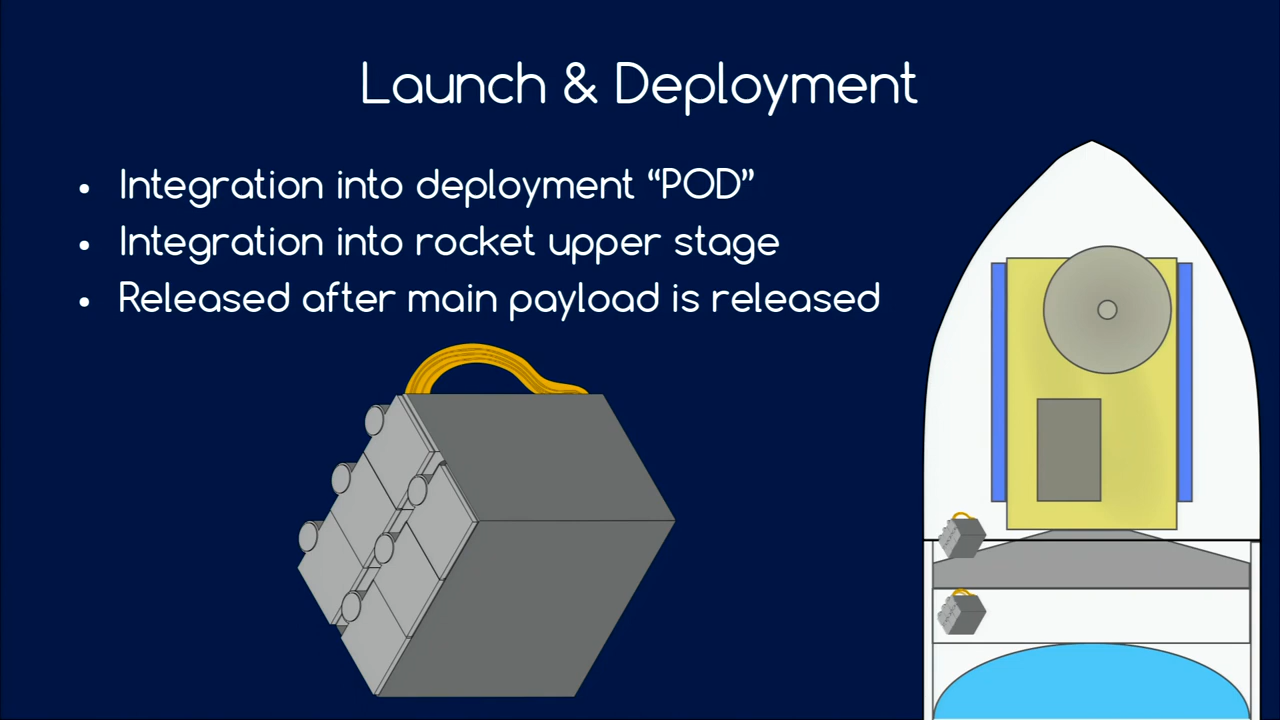 Launch & Deployment
• Integration into deployment “POD”
• Integration into rocket upper stage
• Released after main payload is released